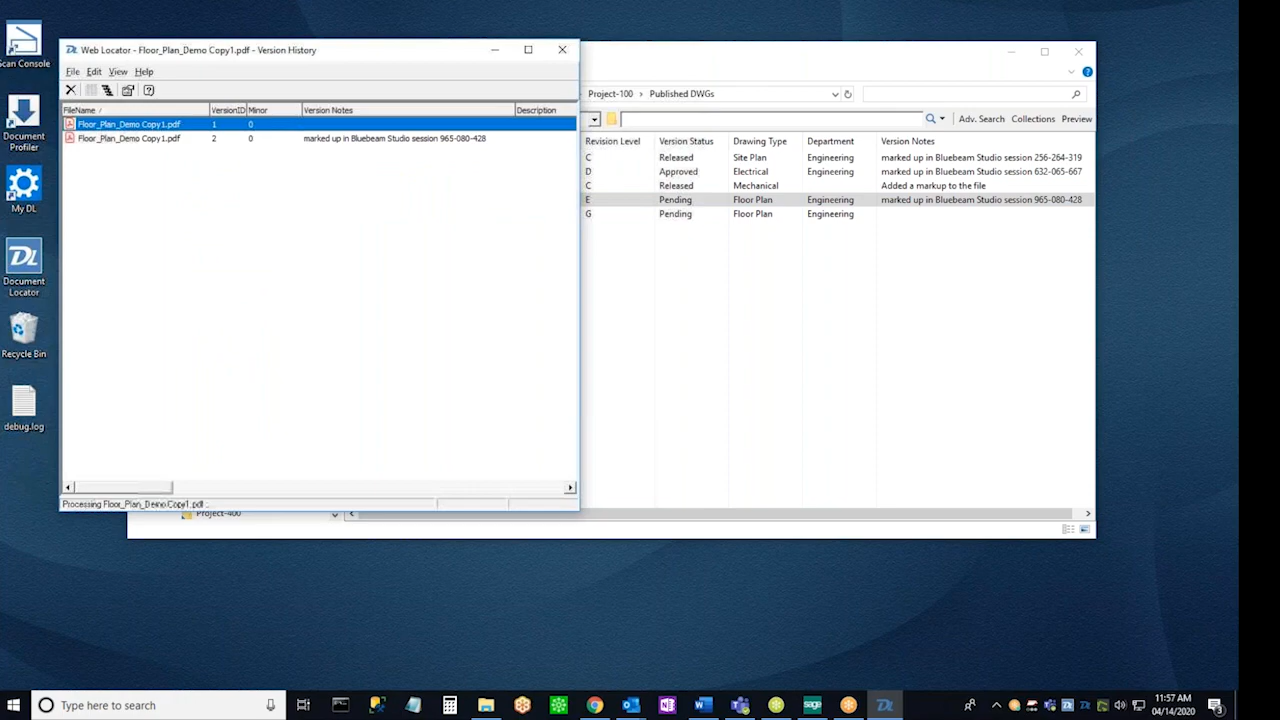 Scan Console
Document
Profiler
My DL
DL
Document
Locator
Recycle Bin
debug.log
DL Web Locator - Floor_Plan_Demo Copy1.pdf - Version History
File Edit View Help
FileName / VersionID Minor Version Notes Description
Floor_Plan_Demo Copy1.pdf 1 0
Floor_Plan_Demo Copy1.pdf 2 0 marked up in Bluebeam Studio session 965-080-428
Processing Floor_Plan_Demo Copy1.pdf ...
Project-100 › Published DWGs
Adv. Search Collections Preview
Revision Level Version Status Drawing Type Department Version Notes
C Released Site Plan Engineering marked up in Bluebeam Studio session 256-264-319
D Approved Electrical Engineering marked up in Bluebeam Studio session 632-065-667
C Released Mechanical Added a markup to the file
E Pending Floor Plan Engineering marked up in Bluebeam Studio session 965-080-428
G Pending Floor Plan Engineering
Project-400
Type here to search
sage
DL
11:57 AM
04/14/2020
3